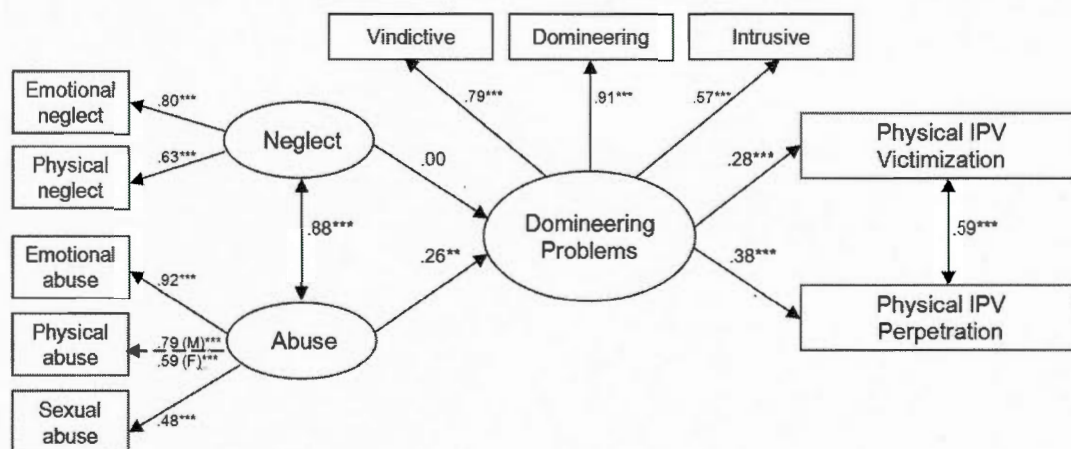 Vindictive
Domineering
Intrusive
Emotional
neglect
Physical
neglect
.80***
.63***
Neglect
.79***
.91***
.57***
.00
.88***
Domineering
Problems
.28***
.38***
Physical IPV
Victimization
.59***
Physical IPV
Perpetration
Emotional
abuse
Physical
abuse
Sexual
abuse
.92***
.79 (M)***
.59 (F)***
.48***
Abuse
.26**